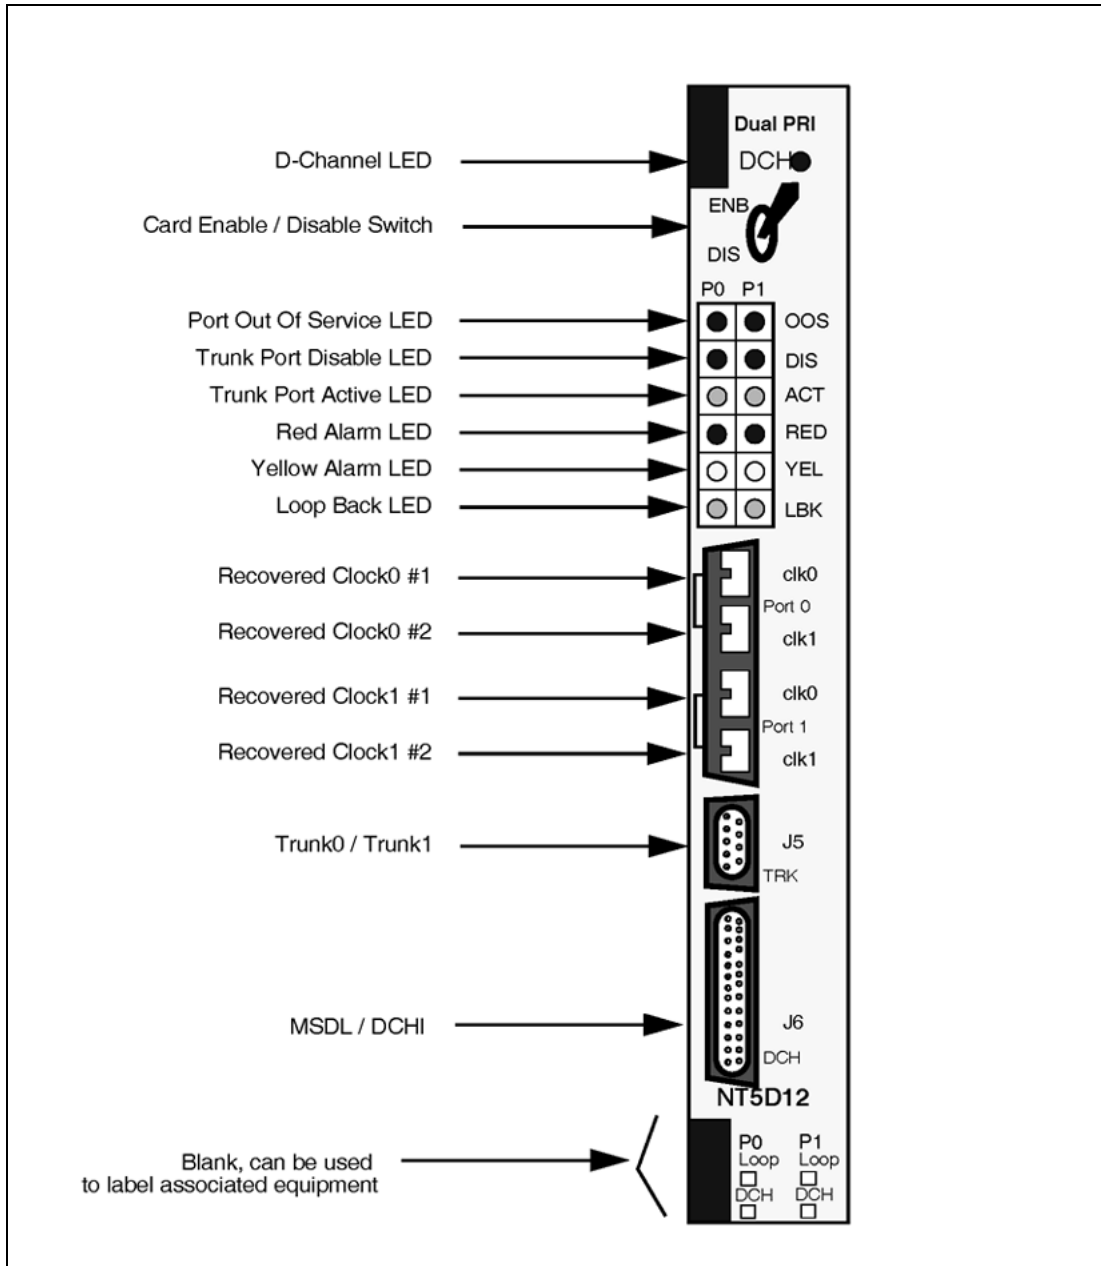 Dual PRI
D-Channel LED
DCH
ENB
Card Enable / Disable Switch
DIS
P0 P1
Port Out Of Service LED
OOS
Trunk Port Disable LED
DIS
Trunk Port Active LED
ACT
Red Alarm LED
RED
Yellow Alarm LED
YEL
Loop Back LED
LBK
Recovered Clock0 #1
clk0
Port 0
Recovered Clock0 #2
clk1
Recovered Clock1 #1
clk0
Port 1
Recovered Clock1 #2
clk1
Trunk0 / Trunk1
J5
TRK
MSDL / DCHI
J6
DCH
NT5D12
P0 P1
Loop Loop
DCH DCH
Blank, can be used
to label associated equipment